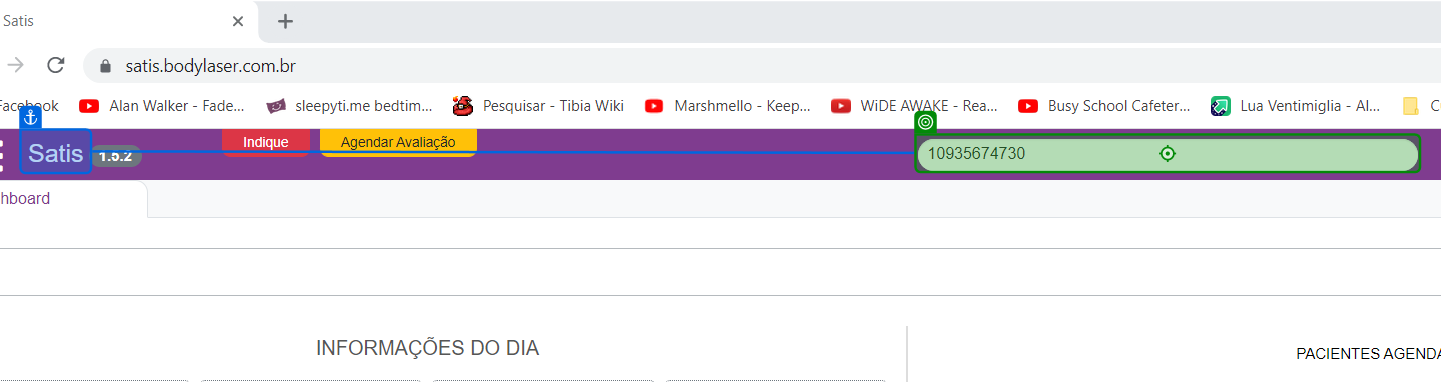 Satis
satis.bodylaser.com.br
Facebook Alan Walker - Fade... sleepyti.me bedtim... Pesquisar - Tibia Wiki Marshmello - Keep... WiDE AWAKE - Rea... Busy School Cafeter... Lua Ventimiglia - Al...
Satis 1.5.2 Indique Agendar Avaliação 10935674730
hboard
INFORMAÇÕES DO DIA
PACIENTES AGENDA